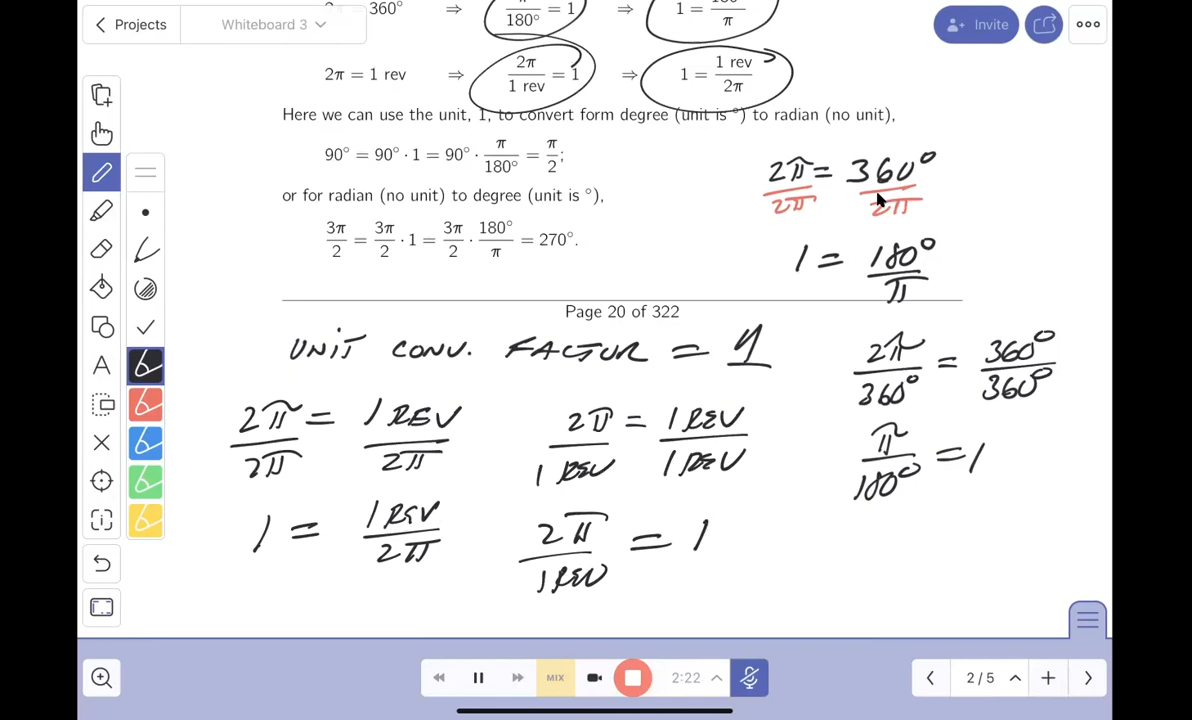 Projects
Whiteboard 3
Invite
= 360° ⇒ 180° = 1 ⇒ 1 = π
2π = 1 rev ⇒ 2π / 1 rev = 1 ⇒ 1 = 1 rev / 2π
Here we can use the unit, 1, to convert form degree (unit is °) to radian (no unit),
90° = 90° · 1 = 90° · π / 180° = π / 2;
or for radian (no unit) to degree (unit is °),
3π / 2 = 3π / 2 · 1 = 3π / 2 · 180° / π = 270°.
2π = 360°
2π 2π
1 = 180° / π
Page 20 of 322
UNIT CONV. FACTOR = 1
2π / 2π = 1 REV / 2π
1 = 1 REV / 2π
2π / 1 REV = 1 REV / 1 REV
2π / 1 REV = 1
2π / 360° = 360° / 360°
π / 180° = 1
A
MIX
2:22
2 / 5